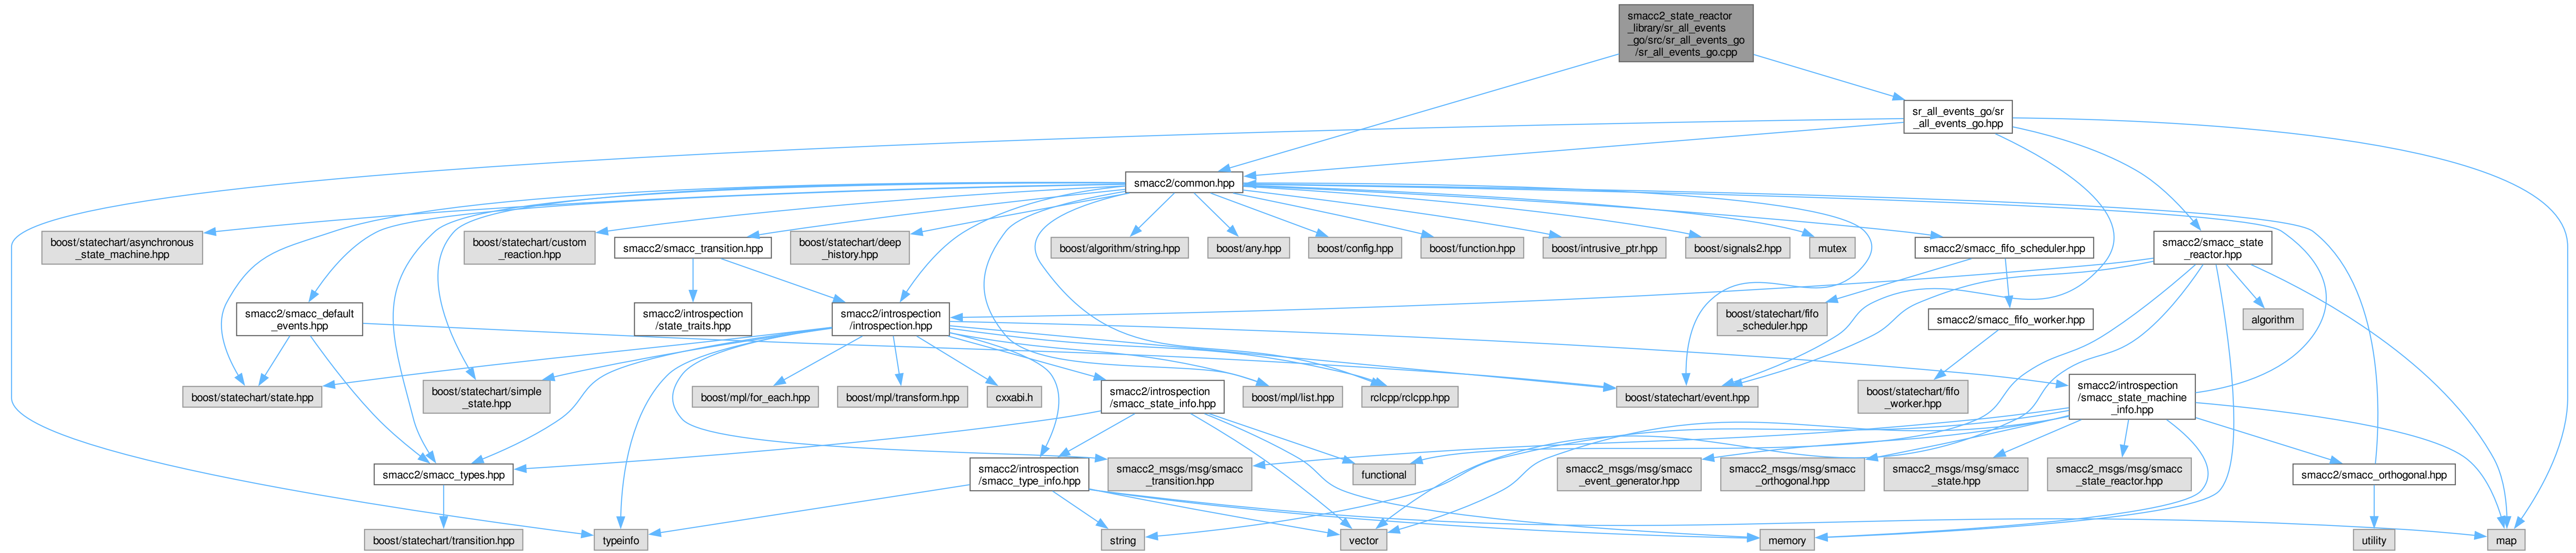 smacc2_state_reactor
_library/sr_all_events
_go/src/sr_all_events_go
/sr_all_events_go.cpp
sr_all_events_go/sr
_all_events_go.hpp
smacc2/common.hpp
boost/statechart/asynchronous
_state_machine.hpp
boost/statechart/custom
_reaction.hpp
smacc2/smacc_transition.hpp
boost/statechart/deep
_history.hpp
boost/algorithm/string.hpp
boost/any.hpp
boost/config.hpp
boost/function.hpp
boost/intrusive_ptr.hpp
boost/signals2.hpp
mutex
smacc2/smacc_fifo_scheduler.hpp
smacc2/smacc_state
_reactor.hpp
smacc2/smacc_default
_events.hpp
smacc2/introspection
/state_traits.hpp
smacc2/introspection
/introspection.hpp
boost/statechart/fifo
_scheduler.hpp
smacc2/smacc_fifo_worker.hpp
algorithm
boost/statechart/state.hpp
boost/statechart/simple
_state.hpp
boost/mpl/for_each.hpp
boost/mpl/transform.hpp
cxxabi.h
smacc2/introspection
/smacc_state_info.hpp
boost/mpl/list.hpp
rclcpp/rclcpp.hpp
boost/statechart/event.hpp
boost/statechart/fifo
_worker.hpp
smacc2/introspection
/smacc_state_machine
_info.hpp
smacc2/smacc_types.hpp
smacc2/introspection
/smacc_type_info.hpp
smacc2_msgs/msg/smacc
_transition.hpp
functional
smacc2_msgs/msg/smacc
_event_generator.hpp
smacc2_msgs/msg/smacc
_orthogonal.hpp
smacc2_msgs/msg/smacc
_state.hpp
smacc2_msgs/msg/smacc
_state_reactor.hpp
smacc2/smacc_orthogonal.hpp
boost/statechart/transition.hpp
typeinfo
string
vector
memory
utility
map